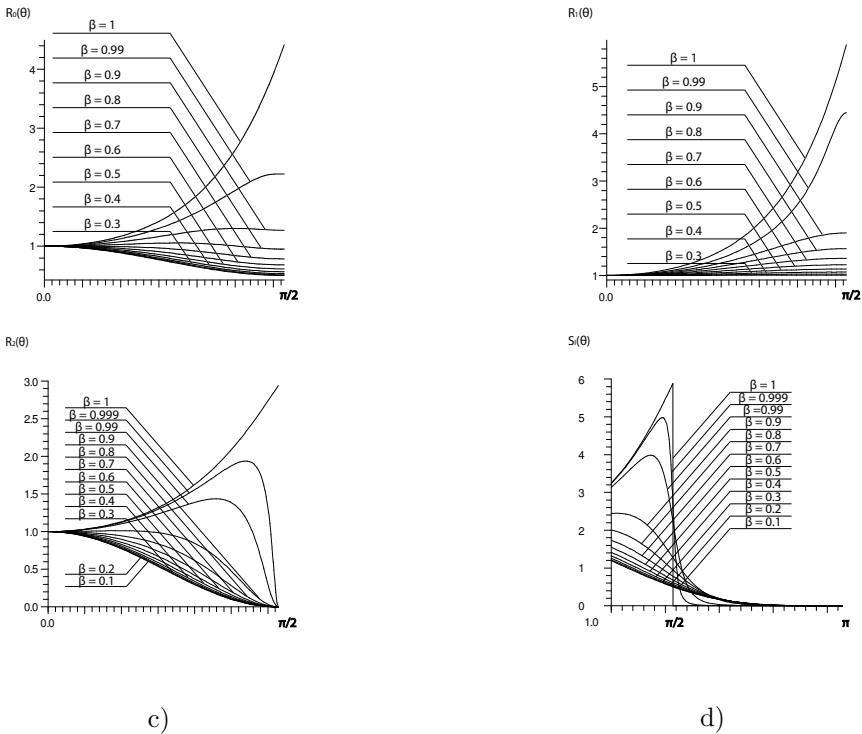 R₀(θ)
β = 1
β = 0.99
β = 0.9
β = 0.8
β = 0.7
β = 0.6
β = 0.5
β = 0.4
β = 0.3
4
3
2
1
0.0
π/2
R₁(θ)
β = 1
β = 0.99
β = 0.9
β = 0.8
β = 0.7
β = 0.6
β = 0.5
β = 0.4
β = 0.3
5
4
3
2
1
0.0
π/2
R₂(θ)
3.0
2.5
2.0
1.5
1.0
0.5
0.0
β = 1
β = 0.999
β = 0.99
β = 0.9
β = 0.8
β = 0.7
β = 0.6
β = 0.5
β = 0.4
β = 0.3
β = 0.2
β = 0.1
0.0
π/2
Sₗ(θ)
6
5
4
3
2
1
0
β = 1
β = 0.999
β =0.99
β = 0.9
β = 0.8
β = 0.7
β = 0.6
β = 0.5
β = 0.4
β = 0.3
β = 0.2
β = 0.1
1.0
π/2
π
c)
d)